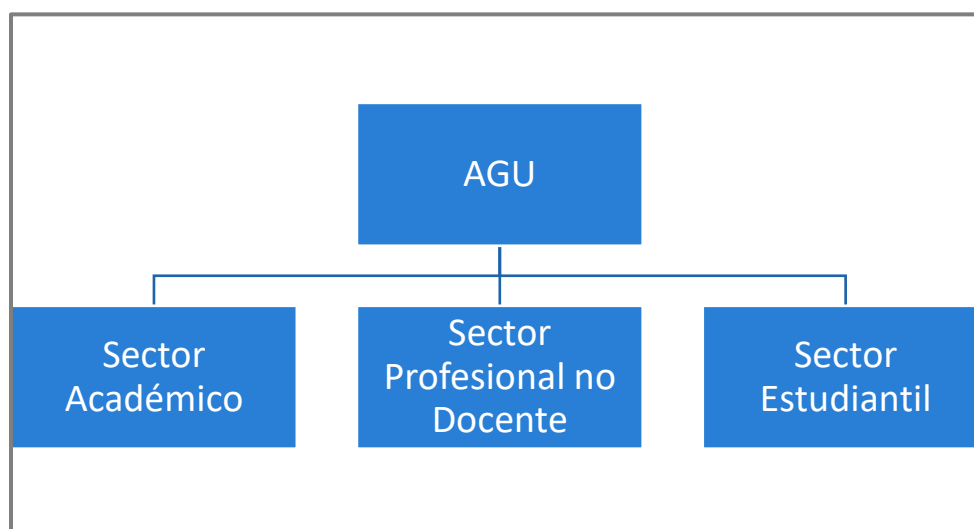 AGU
Sector
Académico
Sector
Profesional no
Docente
Sector
Estudiantil